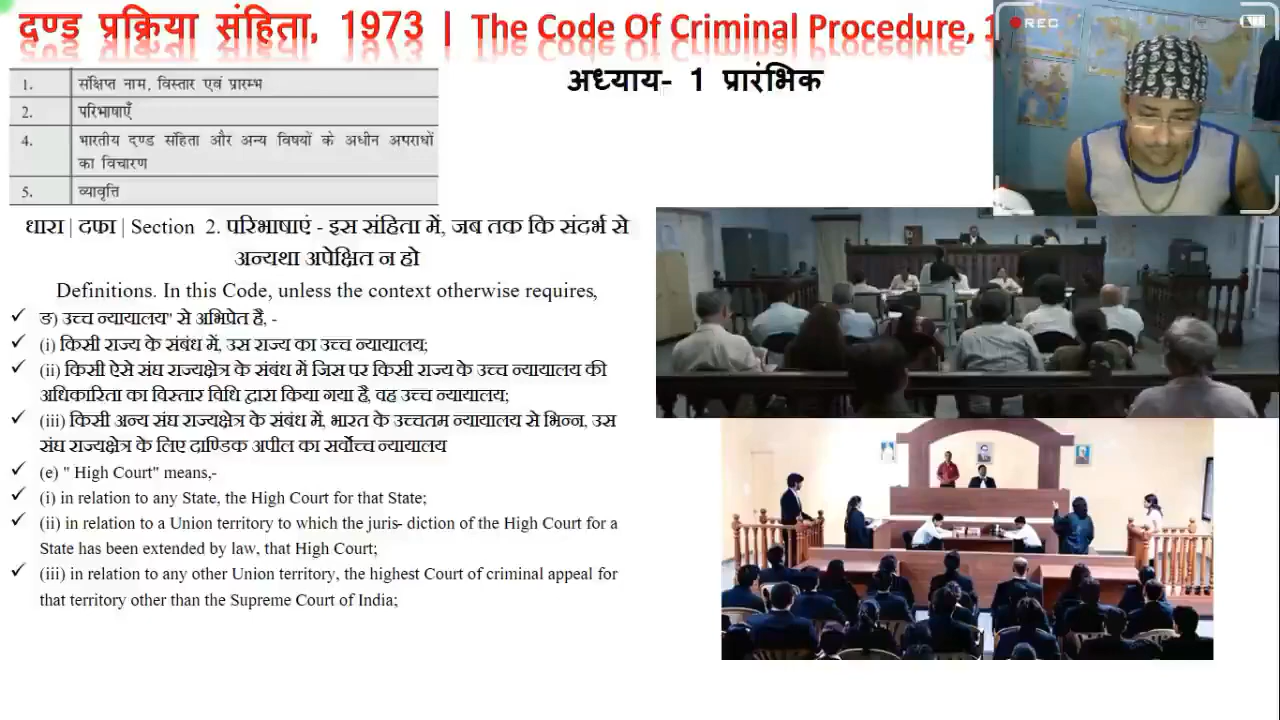 दण्ड प्रक्रिया संहिता, 1973 | The Code Of Criminal Procedure, 1
REC
अध्याय- 1 प्रारंभिक
1. संक्षिप्त नाम, विस्तार एवं प्रारम्भ
2. परिभाषाएँ
4. भारतीय दण्ड संहिता और अन्य विषयों के अधीन अपराधों
का विचारण
5. व्यावृत्ति
धारा | दफा | Section 2. परिभाषाएं - इस संहिता में, जब तक कि संदर्भ से
अन्यथा अपेक्षित न हो
Definitions. In this Code, unless the context otherwise requires,
✓ ङ) उच्च न्यायालय" से अभिप्रेत है, -
✓ (i) किसी राज्य के संबंध में, उस राज्य का उच्च न्यायालय;
✓ (ii) किसी ऐसे संघ राज्यक्षेत्र के संबंध में जिस पर किसी राज्य के उच्च न्यायालय की
अधिकारिता का विस्तार विधि द्वारा किया गया है, वह उच्च न्यायालय;
✓ (iii) किसी अन्य संघ राज्यक्षेत्र के संबंध में, भारत के उच्चतम न्यायालय से भिन्न, उस
संघ राज्यक्षेत्र के लिए दाण्डिक अपील का सर्वोच्च न्यायालय
✓ (e) " High Court" means,-
✓ (i) in relation to any State, the High Court for that State;
✓ (ii) in relation to a Union territory to which the juris- diction of the High Court for a
State has been extended by law, that High Court;
✓ (iii) in relation to any other Union territory, the highest Court of criminal appeal for
that territory other than the Supreme Court of India;